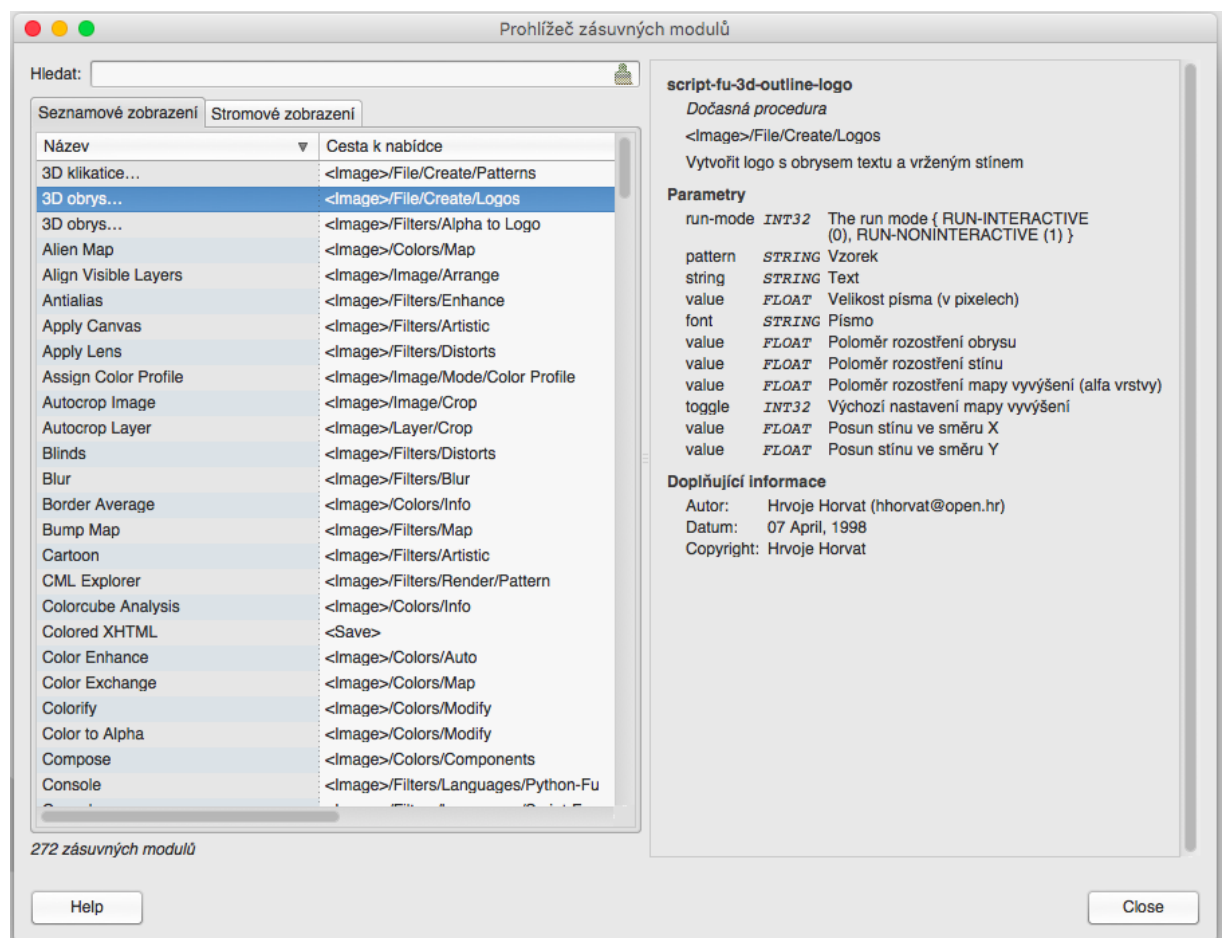 Prohlížeč zásuvných modulů
Hledat:
Seznamové zobrazení Stromové zobrazení
Název Cesta k nabídce
3D klikatice... <Image>/File/Create/Patterns
3D obrys... <Image>/File/Create/Logos
3D obrys... <Image>/Filters/Alpha to Logo
Alien Map <Image>/Colors/Map
Align Visible Layers <Image>/Image/Arrange
Antialias <Image>/Filters/Enhance
Apply Canvas <Image>/Filters/Artistic
Apply Lens <Image>/Filters/Distorts
Assign Color Profile <Image>/Image/Mode/Color Profile
Autocrop Image <Image>/Image/Crop
Autocrop Layer <Image>/Layer/Crop
Blinds <Image>/Filters/Distorts
Blur <Image>/Filters/Blur
Border Average <Image>/Colors/Info
Bump Map <Image>/Filters/Map
Cartoon <Image>/Filters/Artistic
CML Explorer <Image>/Filters/Render/Pattern
Colorcube Analysis <Image>/Colors/Info
Colored XHTML <Save>
Color Enhance <Image>/Colors/Auto
Color Exchange <Image>/Colors/Map
Colorify <Image>/Colors/Modify
Color to Alpha <Image>/Colors/Modify
Compose <Image>/Colors/Components
Console <Image>/Filters/Languages/Python-Fu
272 zásuvných modulů
script-fu-3d-outline-logo
Dočasná procedura
<Image>/File/Create/Logos
Vytvořit logo s obrysem textu a vrženým stínem
Parametry
run-mode INT32 The run mode { RUN-INTERACTIVE
(0), RUN-NONINTERACTIVE (1) }
pattern STRING Vzorek
string STRING Text
value FLOAT Velikost písma (v pixelech)
font STRING Písmo
value FLOAT Poloměr rozostření obrysu
value FLOAT Poloměr rozostření stínu
value FLOAT Poloměr rozostření mapy vyvýšení (alfa vrstvy)
toggle INT32 Výchozí nastavení mapy vyvýšení
value FLOAT Posun stínu ve směru X
value FLOAT Posun stínu ve směru Y
Doplňující informace
Autor: Hrvoje Horvat (hhorvat@open.hr)
Datum: 07 April, 1998
Copyright: Hrvoje Horvat
Help Close